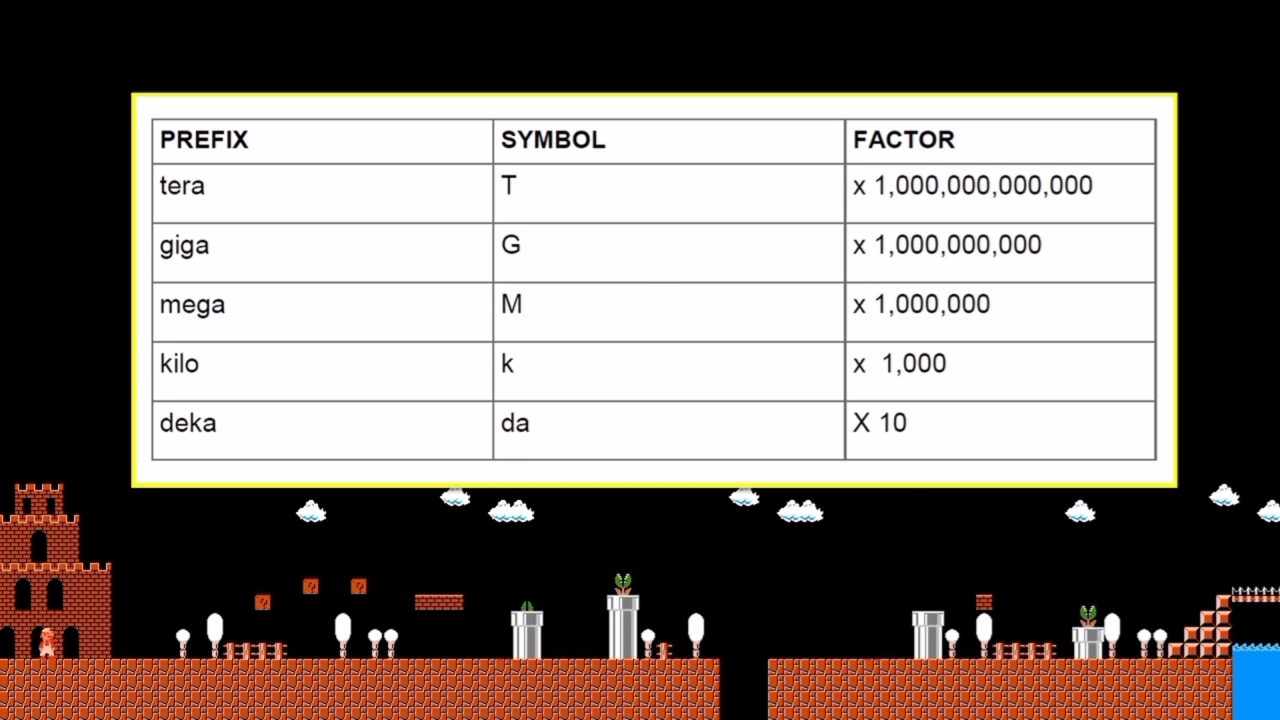 PREFIX SYMBOL FACTOR
tera T x 1,000,000,000,000
giga G x 1,000,000,000
mega M x 1,000,000
kilo k x  1,000
deka da X 10
? ? ?